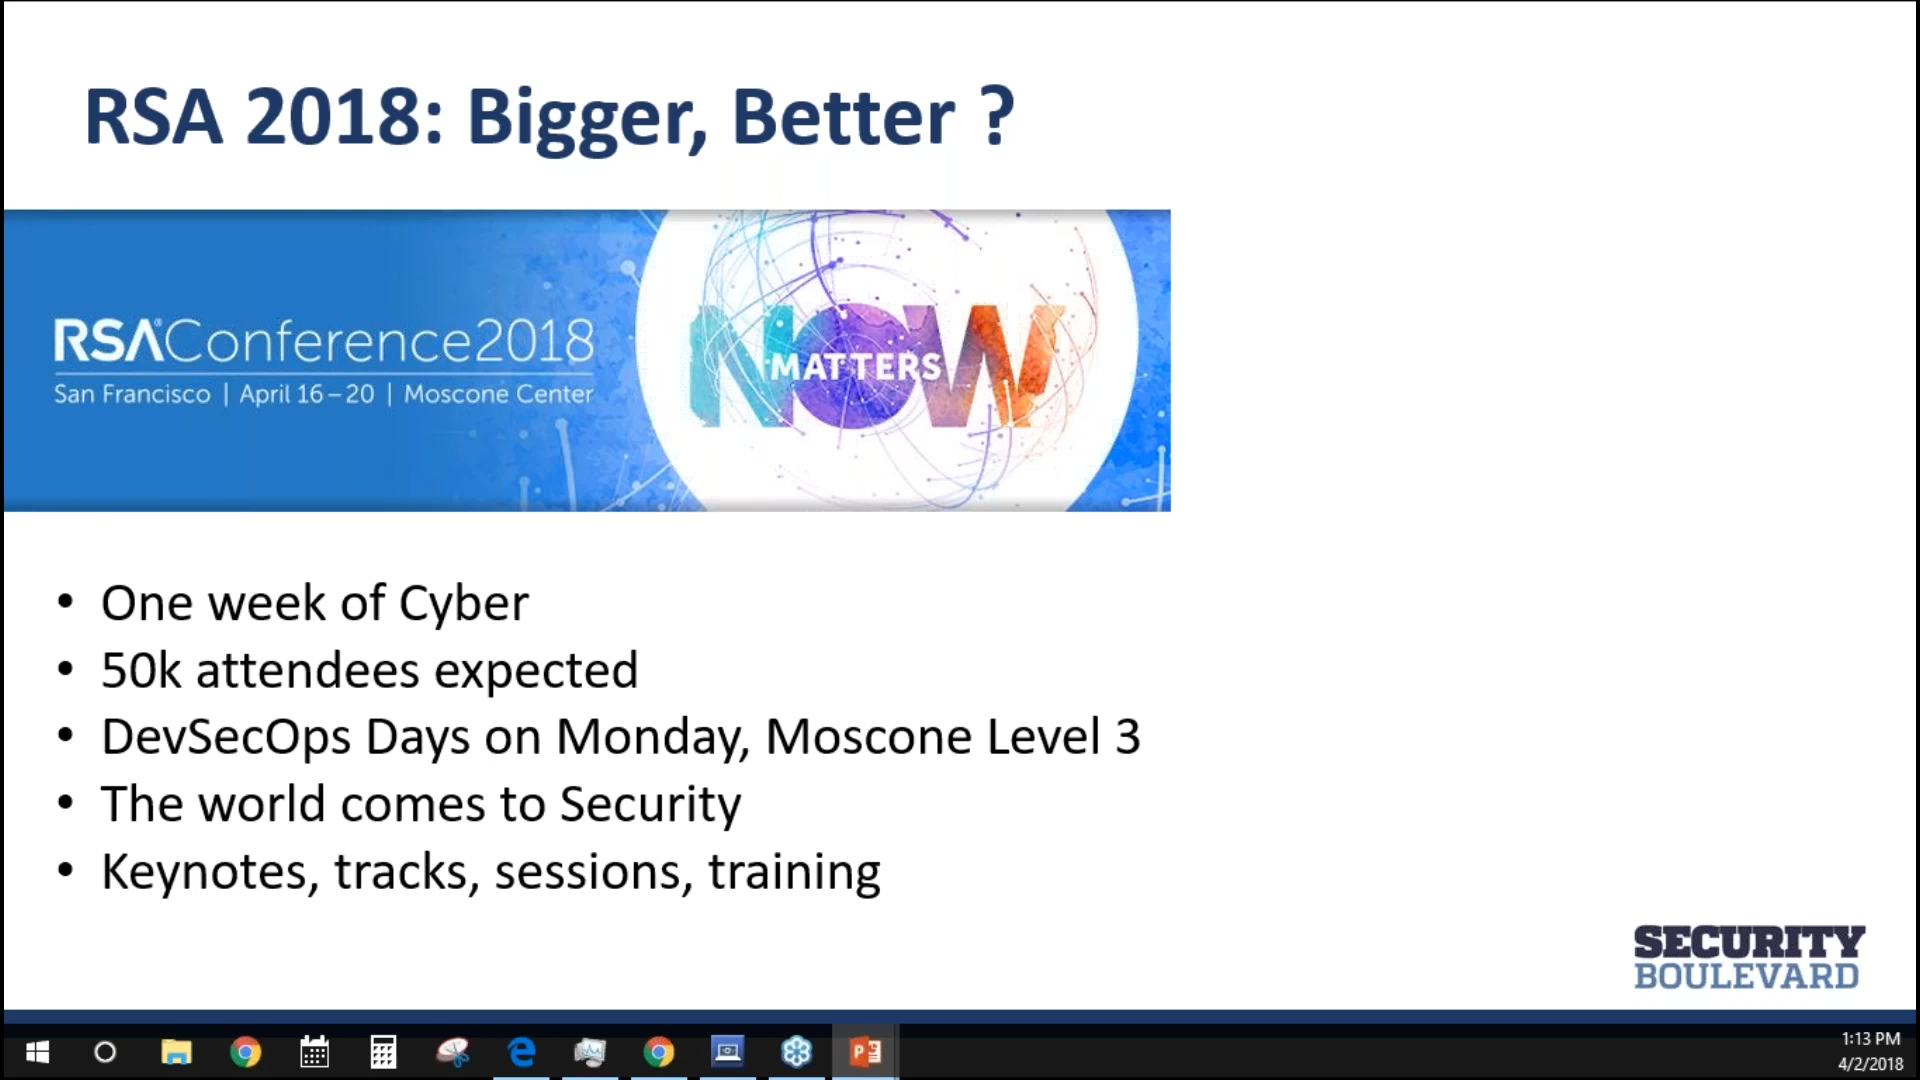 RSA 2018: Bigger, Better ?
RSA®Conference2018
San Francisco | April 16–20 | Moscone Center
NOW
MATTERS
• One week of Cyber
• 50k attendees expected
• DevSecOps Days on Monday, Moscone Level 3
• The world comes to Security
• Keynotes, tracks, sessions, training
SECURITY
BOULEVARD
1:13 PM
4/2/2018